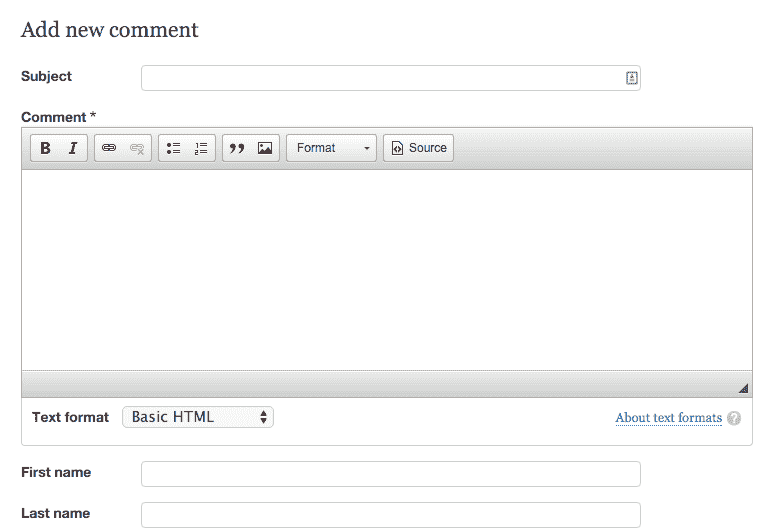 Add new comment
Subject
Comment *
B I Format Source
Text format Basic HTML About text formats ?
First name
Last name